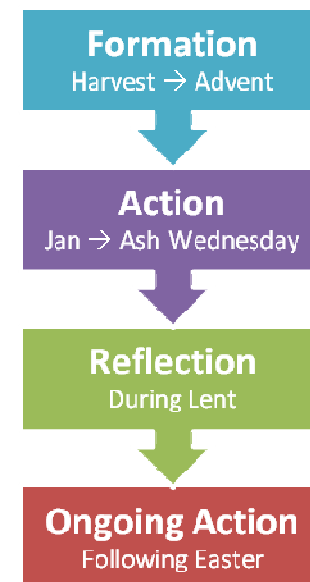 Formation
Harvest → Advent
Action
Jan → Ash Wednesday
Reflection
During Lent
Ongoing Action
Following Easter